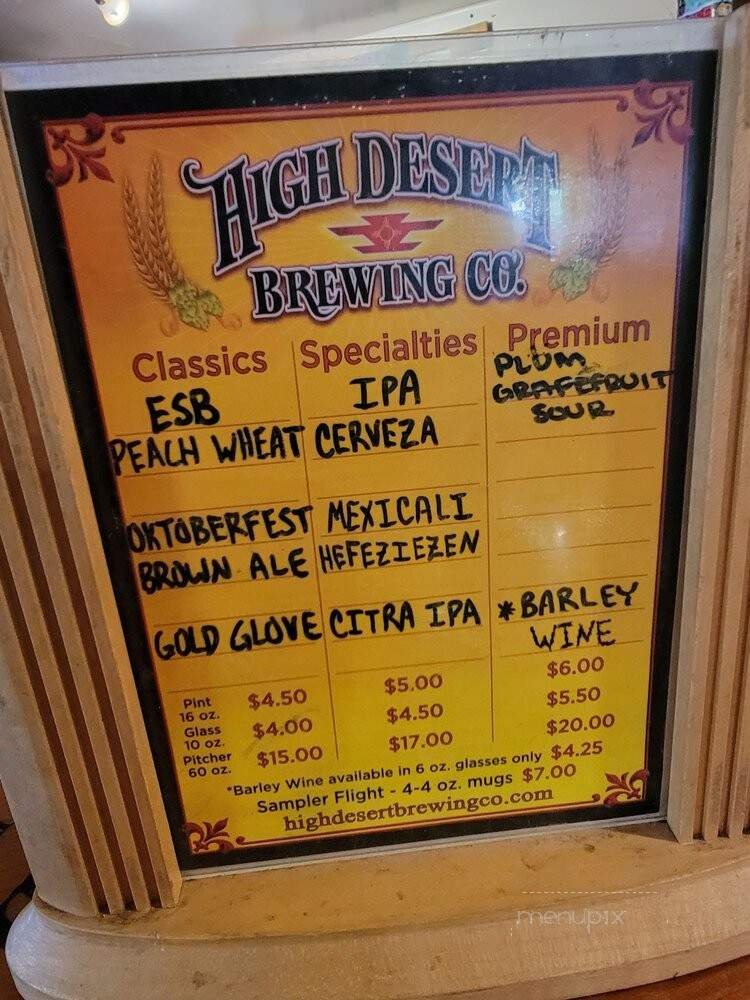 HIGH DESERT
BREWING CO.
Classics Specialties Premium
ESB IPA PLUM
GRAFEFRUIT
SOUR
PEACH WHEAT CERVEZA
OKTOBERFEST MEXICALI
BROWN ALE HEFEZIEZEN
GOLD GLOVE CITRA IPA *BARLEY
WINE
Pint
16 oz. $4.50 $5.00 $6.00
Glass
10 oz. $4.00 $4.50 $5.50
Pitcher
60 oz. $15.00 $17.00 $20.00
*Barley Wine available in 6 oz. glasses only $4.25
Sampler Flight - 4-4 oz. mugs $7.00
highdesertbrewingco.com
menupix